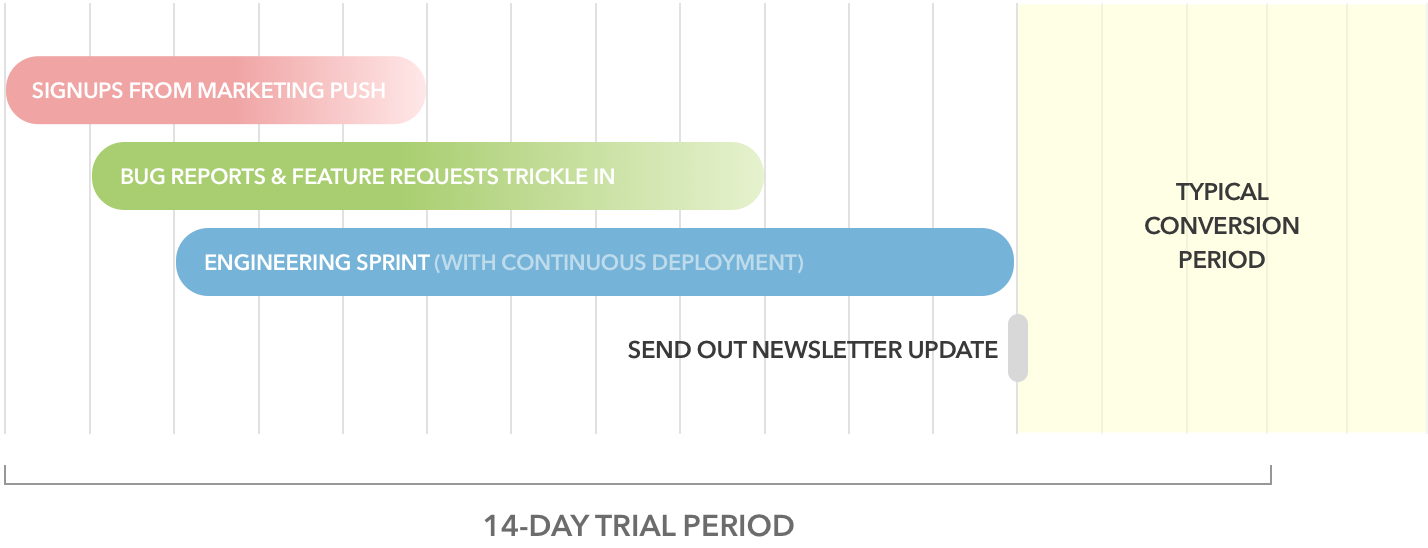 SIGNUPS FROM MARKETING PUSH
BUG REPORTS & FEATURE REQUESTS TRICKLE IN
ENGINEERING SPRINT (WITH CONTINUOUS DEPLOYMENT)
SEND OUT NEWSLETTER UPDATE
TYPICAL
CONVERSION
PERIOD
14-DAY TRIAL PERIOD